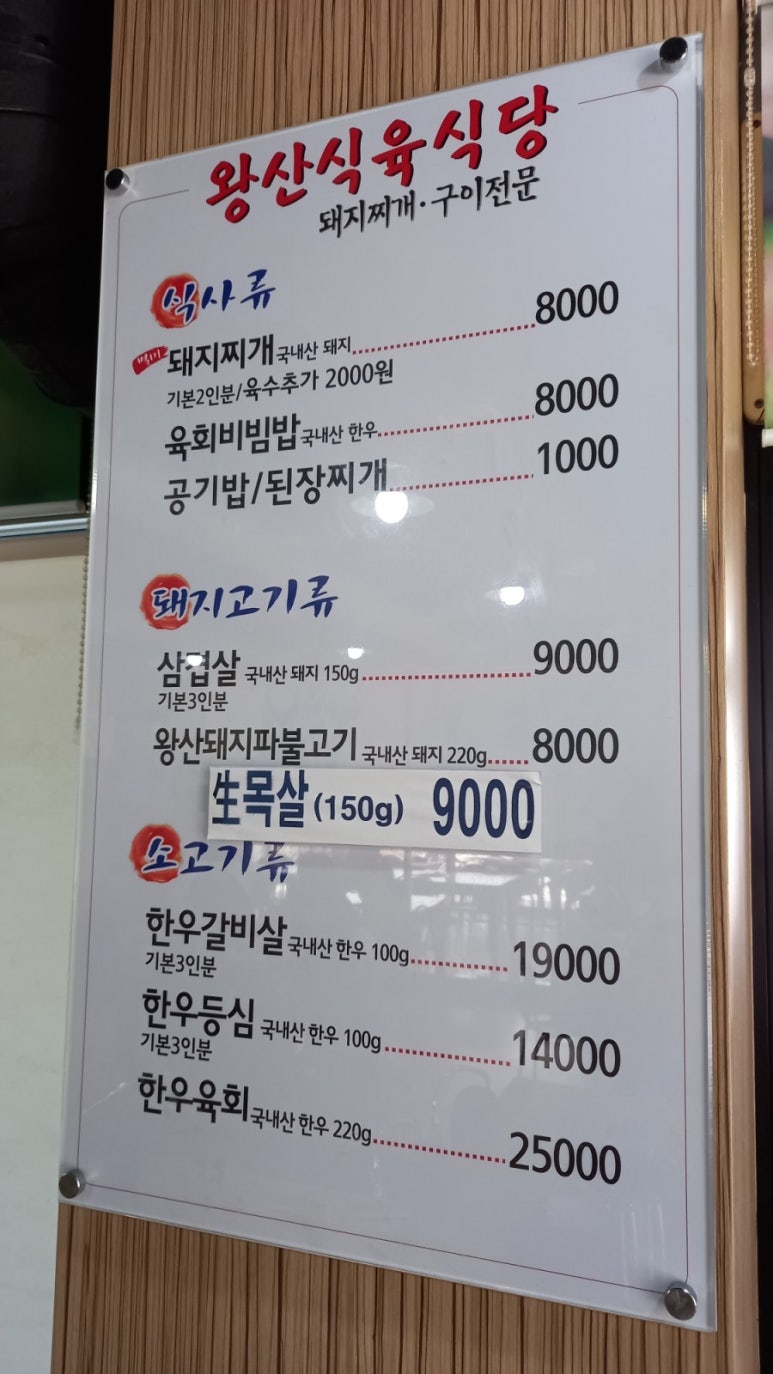 왕산식육식당
돼지찌개·구이전문
식사류
돼지찌개 국내산 돼지 8000
기본2인분/육수추가 2000원
육회비빔밥 국내산 한우 8000
공기밥/된장찌개 1000
돼지고기류
삼겹살 국내산 돼지 150g 9000
기본3인분
왕산돼지파불고기 국내산 돼지 220g 8000
生목살(150g) 9000
소고기류
한우갈비살 국내산 한우 100g 19000
기본3인분
한우등심 국내산 한우 100g 14000
기본3인분
한우육회 국내산 한우 220g 25000